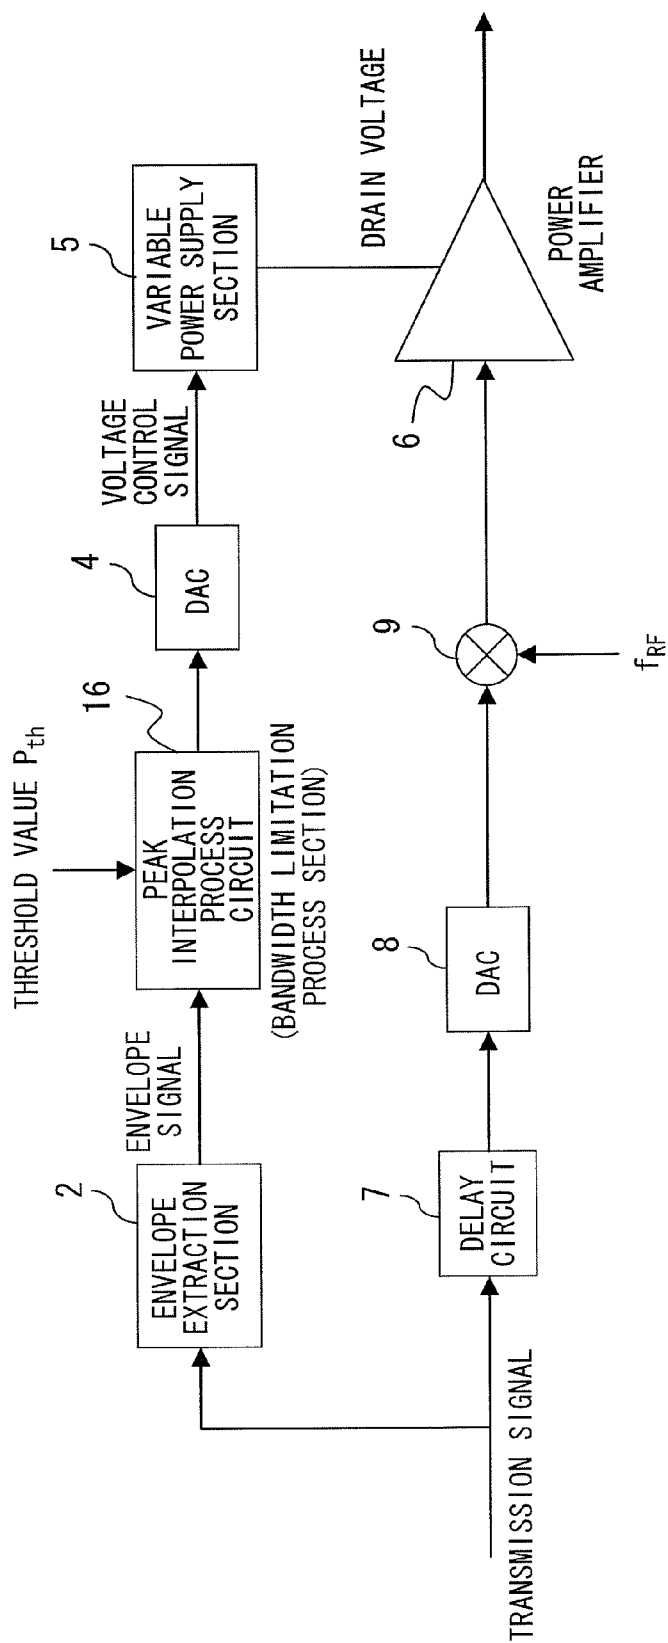 TRANSMISSION SIGNAL
2
ENVELOPE
EXTRACTION
SECTION
ENVELOPE
SIGNAL
THRESHOLD VALUE Pth
16
PEAK
INTERPOLATION
PROCESS
CIRCUIT
(BANDWIDTH LIMITATION
PROCESS SECTION)
4
DAC
VOLTAGE
CONTROL
SIGNAL
5
VARIABLE
POWER SUPPLY
SECTION
DRAIN VOLTAGE
7
DELAY
CIRCUIT
8
DAC
9
fRF
6
POWER
AMPLIFIER